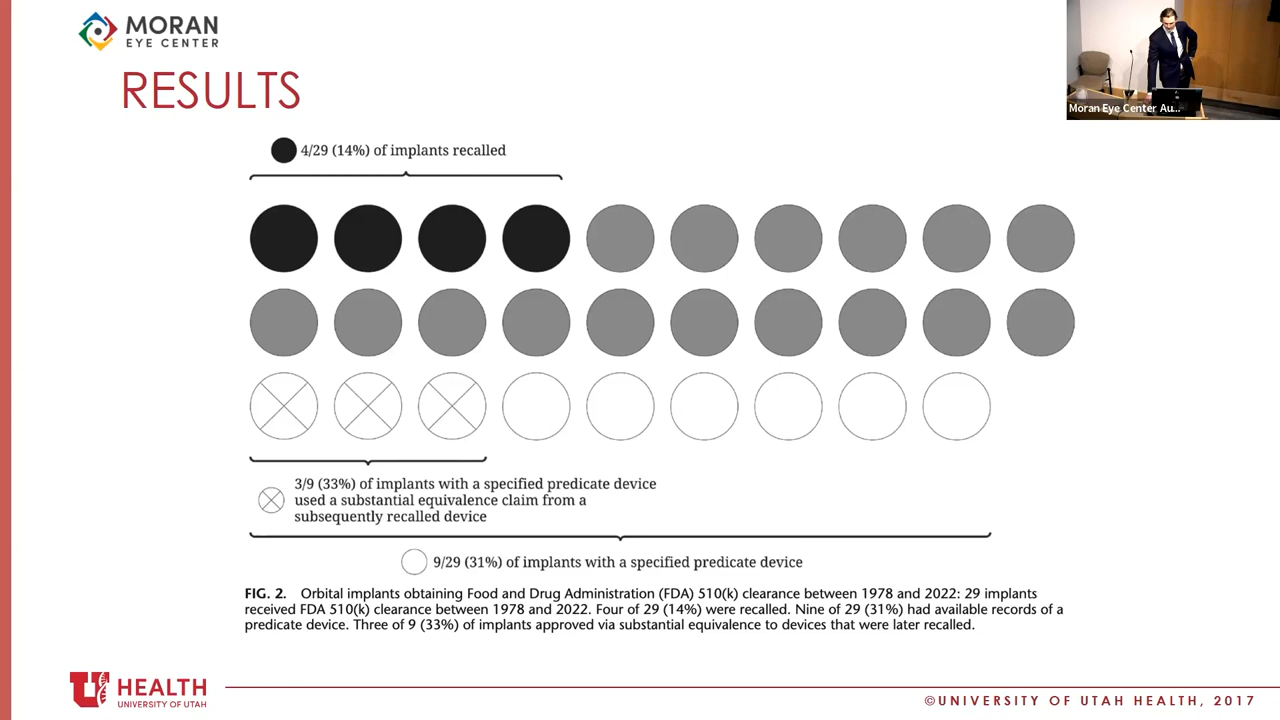 MORAN
EYE CENTER
RESULTS
Moran Eye Center Au...
4/29 (14%) of implants recalled
3/9 (33%) of implants with a specified predicate device
used a substantial equivalence claim from a
subsequently recalled device
9/29 (31%) of implants with a specified predicate device
FIG. 2. Orbital implants obtaining Food and Drug Administration (FDA) 510(k) clearance between 1978 and 2022: 29 implants
received FDA 510(k) clearance between 1978 and 2022. Four of 29 (14%) were recalled. Nine of 29 (31%) had available records of a
predicate device. Three of 9 (33%) of implants approved via substantial equivalence to devices that were later recalled.
U HEALTH
UNIVERSITY OF UTAH
©UNIVERSITY OF UTAH HEALTH, 2017